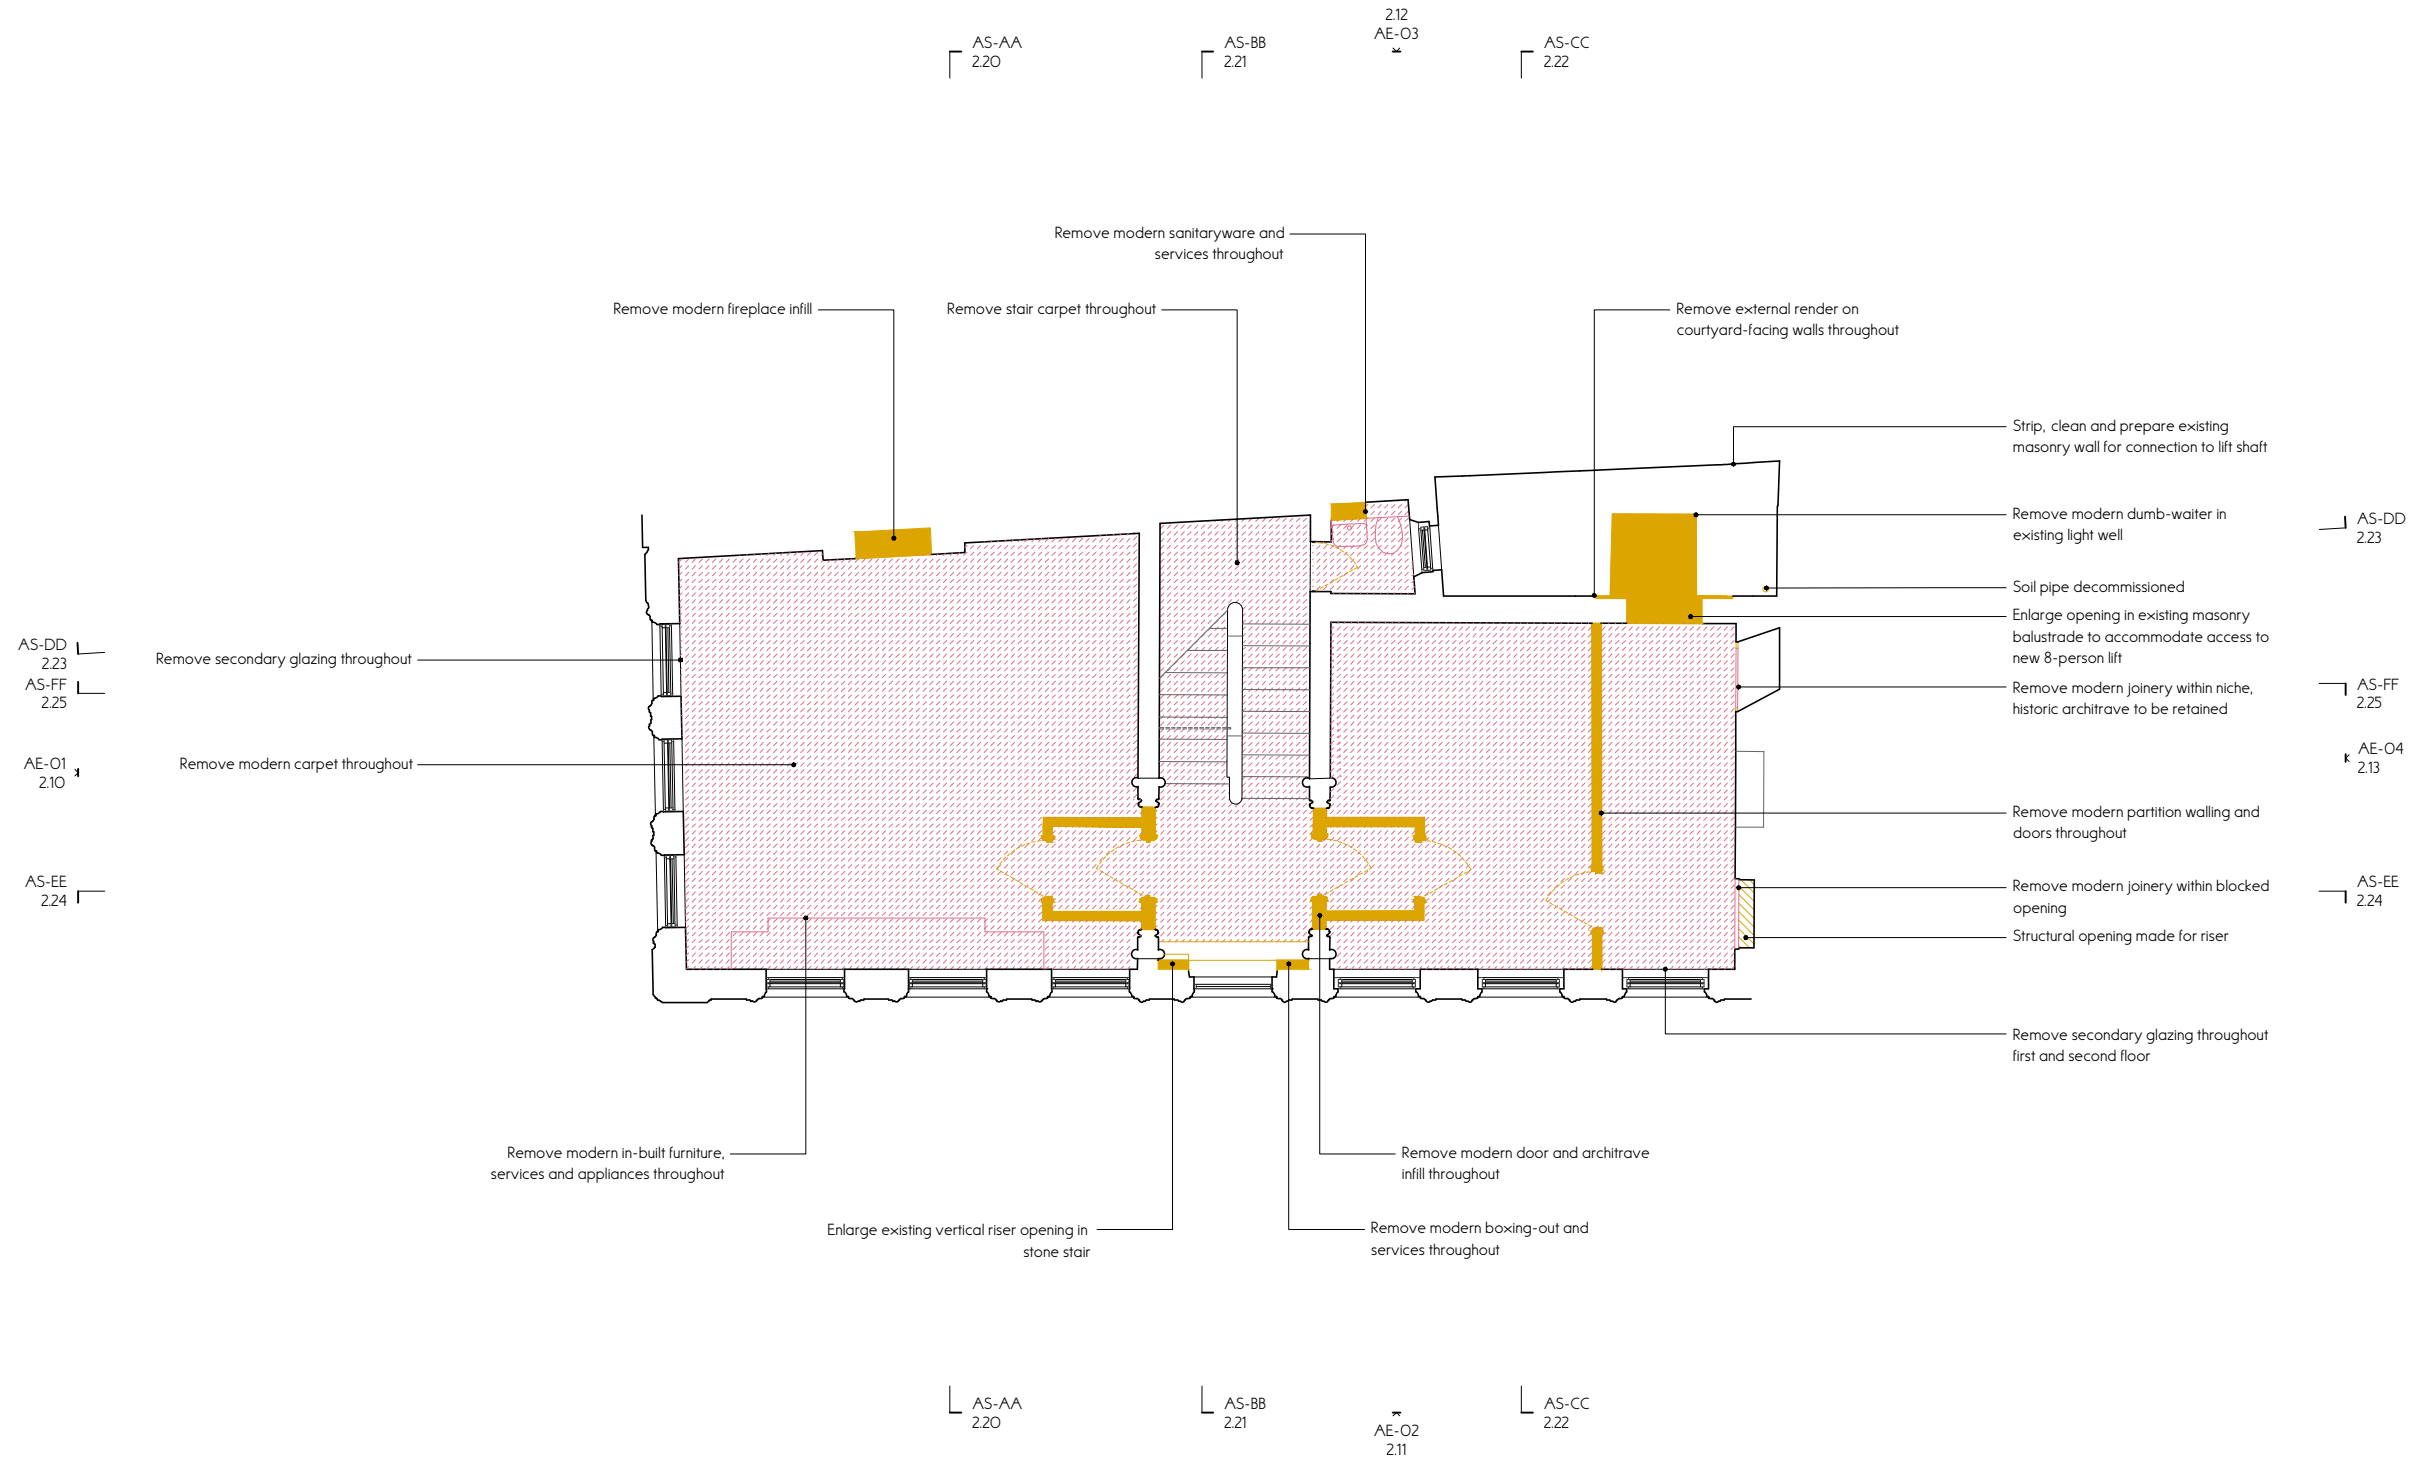 2.12
AE-03
AS-AA
2.20
AS-BB
2.21
AS-CC
2.22
Remove modern sanitaryware and
services throughout
Remove modern fireplace infill
Remove stair carpet throughout
Remove external render on
courtyard-facing walls throughout
Strip, clean and prepare existing
masonry wall for connection to lift shaft
Remove modern dumb-waiter in
existing light well
AS-DD
2.23
Soil pipe decommissioned
Enlarge opening in existing masonry
balustrade to accommodate access to
new 8-person lift
AS-DD
2.23
Remove secondary glazing throughout
AS-FF
2.25
Remove modern joinery within niche,
historic architrave to be retained
AS-FF
2.25
AE-01
2.10
Remove modern carpet throughout
AE-04
2.13
Remove modern partition walling and
doors throughout
AS-EE
2.24
Remove modern joinery within blocked
opening
AS-EE
2.24
Structural opening made for riser
Remove secondary glazing throughout
first and second floor
Remove modern in-built furniture,
services and appliances throughout
Remove modern door and architrave
infill throughout
Enlarge existing vertical riser opening in
stone stair
Remove modern boxing-out and
services throughout
AS-AA
2.20
AS-BB
2.21
AE-02
2.11
AS-CC
2.22